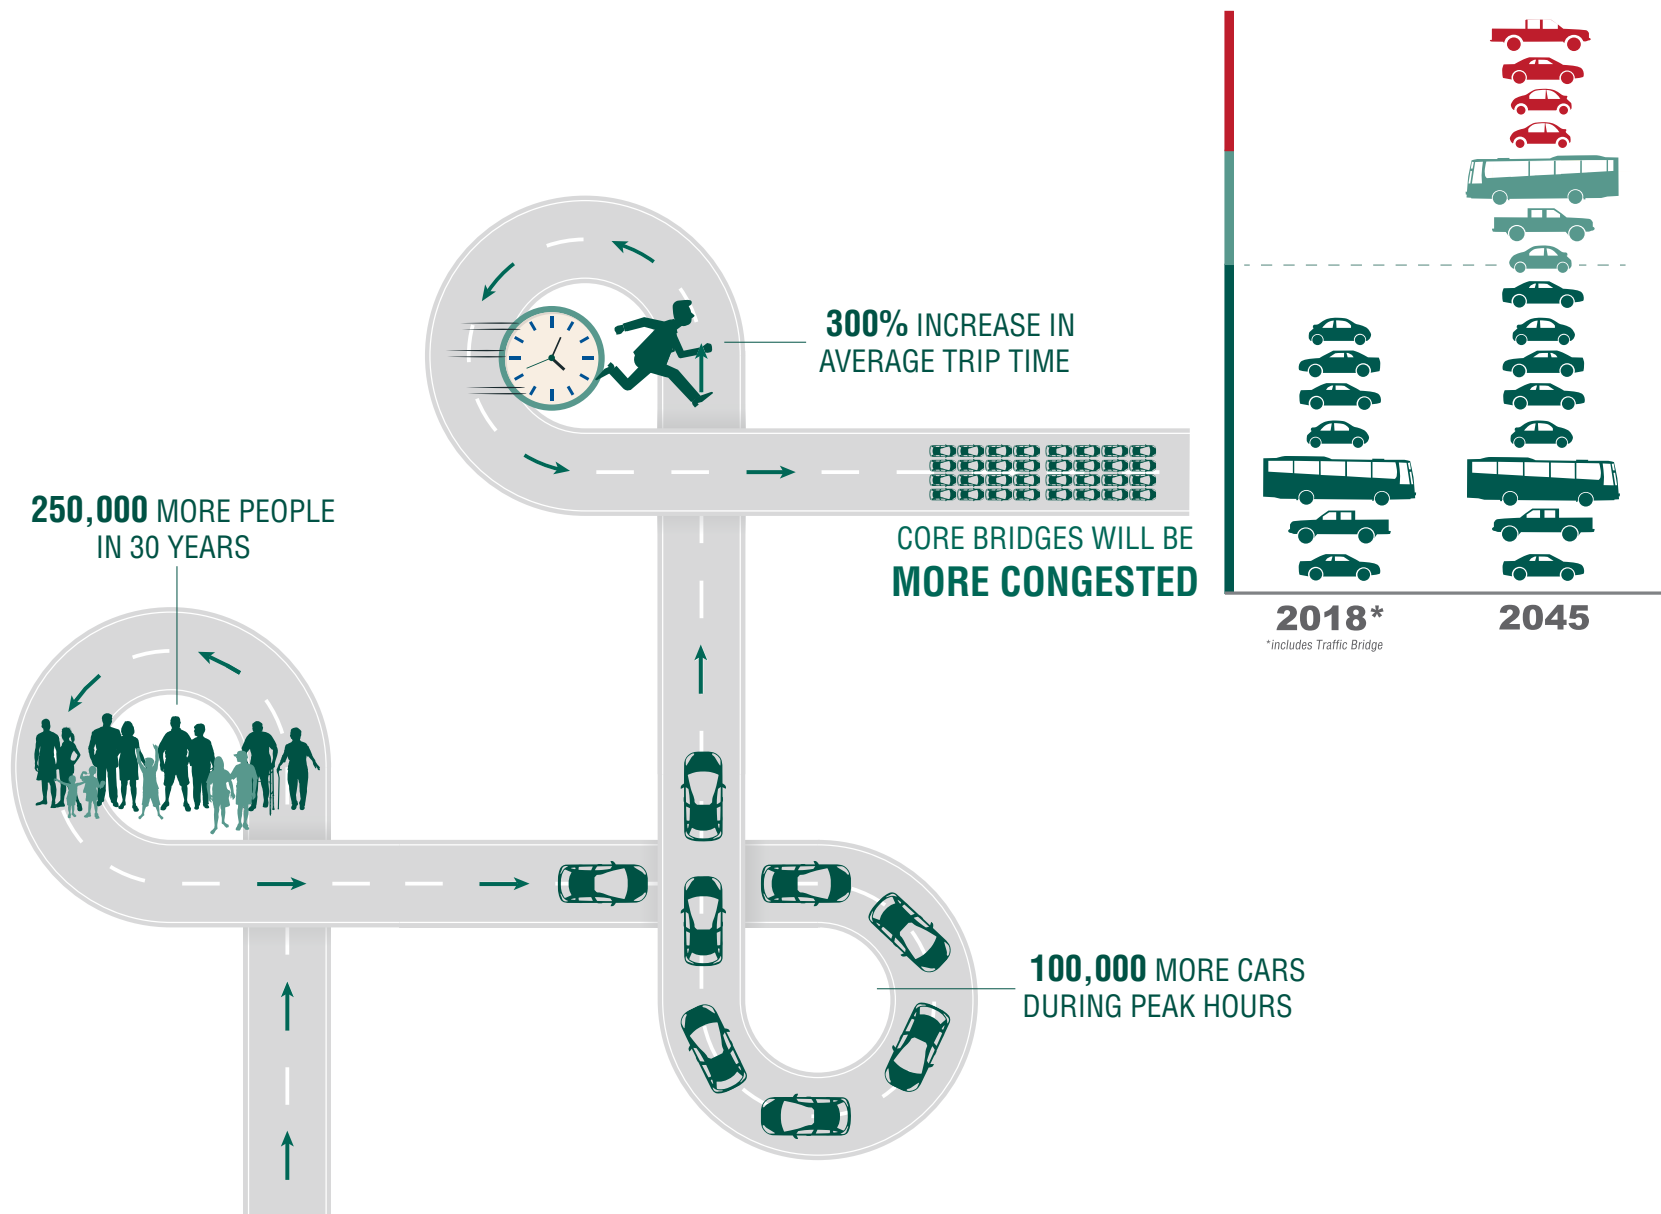 300% INCREASE IN
AVERAGE TRIP TIME
250,000 MORE PEOPLE
IN 30 YEARS
CORE BRIDGES WILL BE
MORE CONGESTED
2018*
*includes Traffic Bridge
2045
100,000 MORE CARS
DURING PEAK HOURS